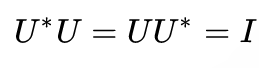 U*U = UU* = I